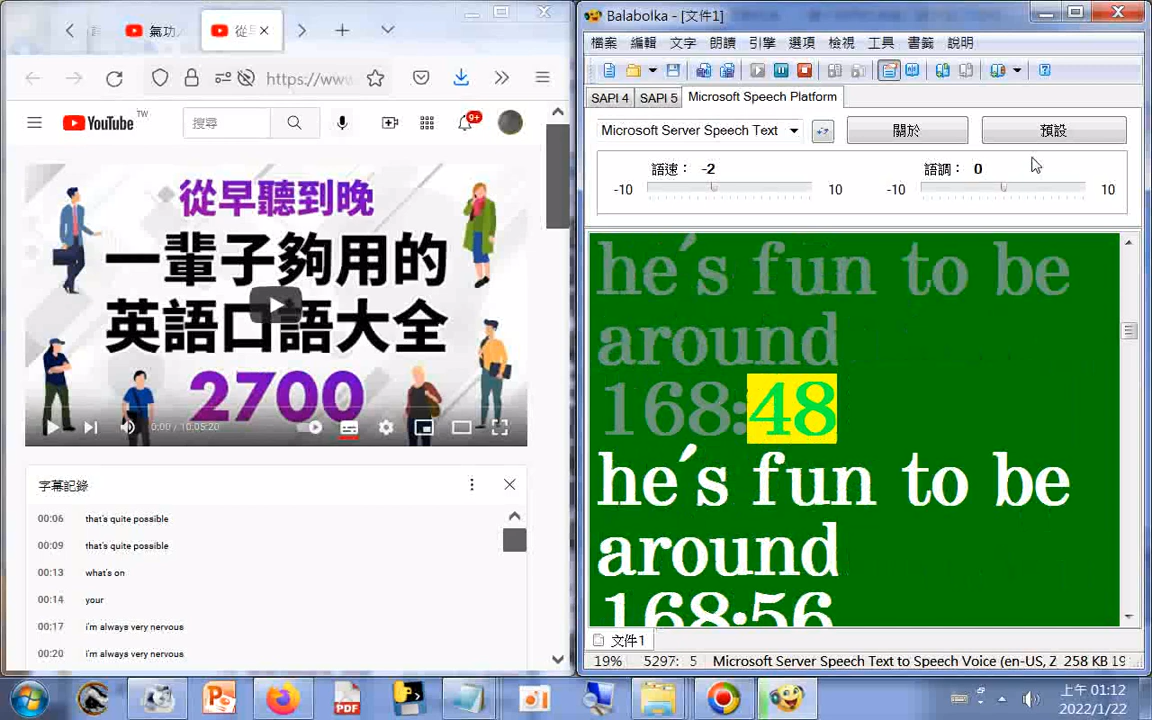 氣功
從
https://www
YouTube TW
搜尋
9+
從早聽到晚
一輩子夠用的
英語口語大全
2700
0:00 / 10:05:20
字幕記錄
00:06 that's quite possible
00:09 that's quite possible
00:13 what's on
00:14 your
00:17 i'm always very nervous
00:20 i'm always very nervous
Balabolka - [文件1]
檔案 編輯 文字 朗讀 引擎 選項 檢視 工具 書籤 說明
SAPI 4 SAPI 5 Microsoft Speech Platform
Microsoft Server Speech Text 關於 預設
語速： -2 語調： 0
-10 10 -10 10
he's fun to be
around
168:48
he's fun to be
around
168:56
文件1
19% 5297: 5 Microsoft Server Speech Text to Speech Voice (en-US, Z 258 KB 19
PDF
上午 01:12
2022/1/22